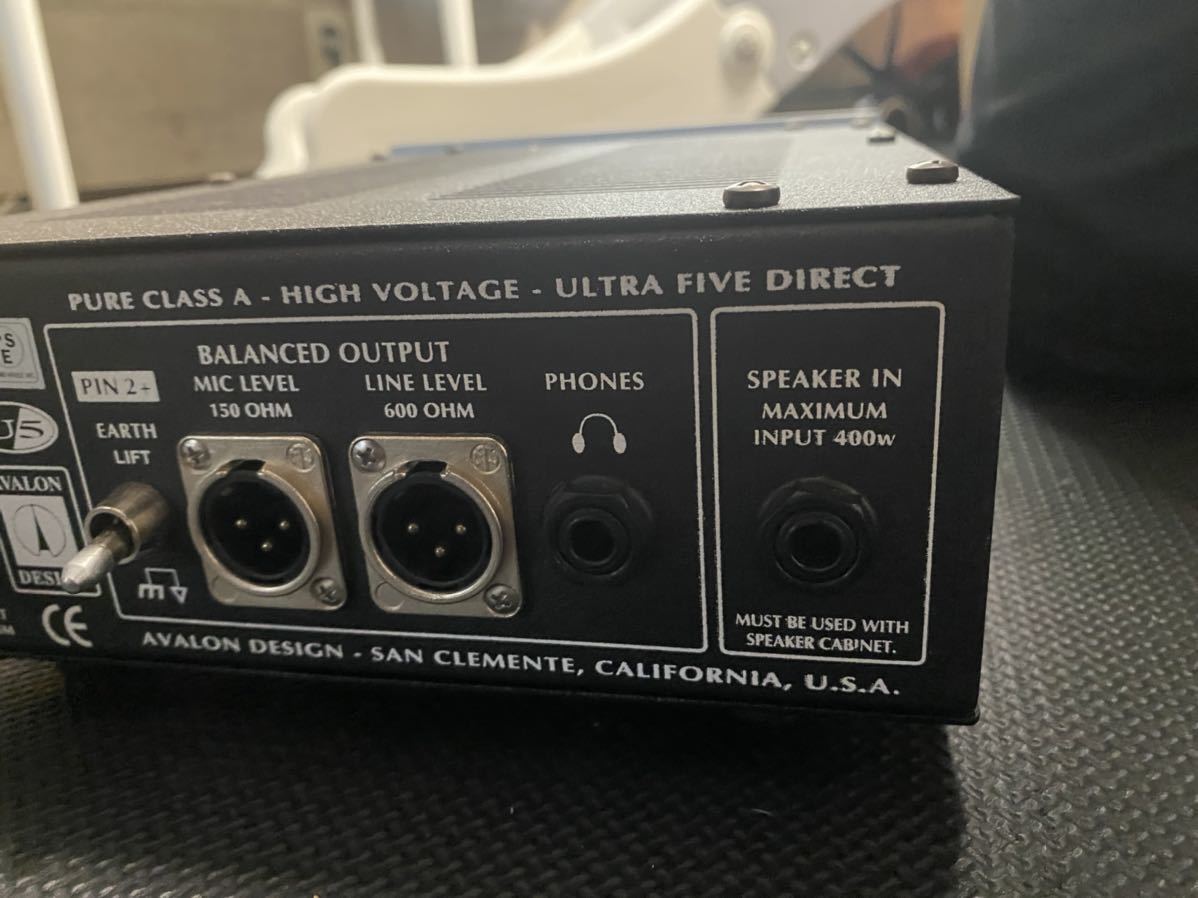 PURE CLASS A - HIGH VOLTAGE - ULTRA FIVE DIRECT
BALANCED OUTPUT
PIN 2+
MIC LEVEL
150 OHM
LINE LEVEL
600 OHM
PHONES
SPEAKER IN
MAXIMUM
INPUT 400w
U5
EARTH
LIFT
AVALON
MUST BE USED WITH
SPEAKER CABINET.
CE
AVALON DESIGN - SAN CLEMENTE, CALIFORNIA, U.S.A.